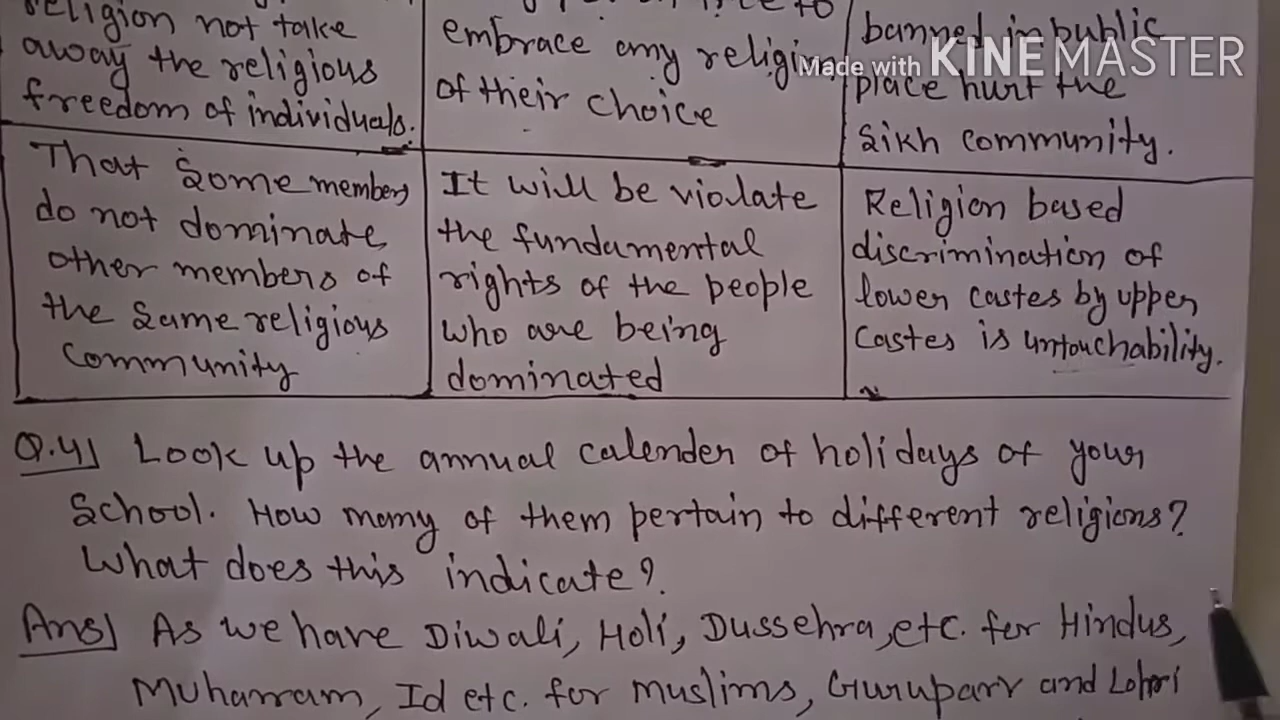 religion not take
away the religious
freedom of individuals.
embrace any religion
of their choice
banned in public
place hurt the
Sikh community.
Made with KINEMASTER
That Some members
do not dominate
other members of
the Same religious
Community
It will be violate
the fundamental
rights of the people
who are being
dominated
Religion based
discrimination of
lower castes by upper
Castes is untouchability.
Q.4) Look up the annual calender of holidays of your
School. How many of them pertain to different religions?
What does this indicate?
Ans) As we have Diwali, Holi, Dussehra, etc. for Hindus,
Muharram, Id etc. for Muslims, Gurupurv and Lohri